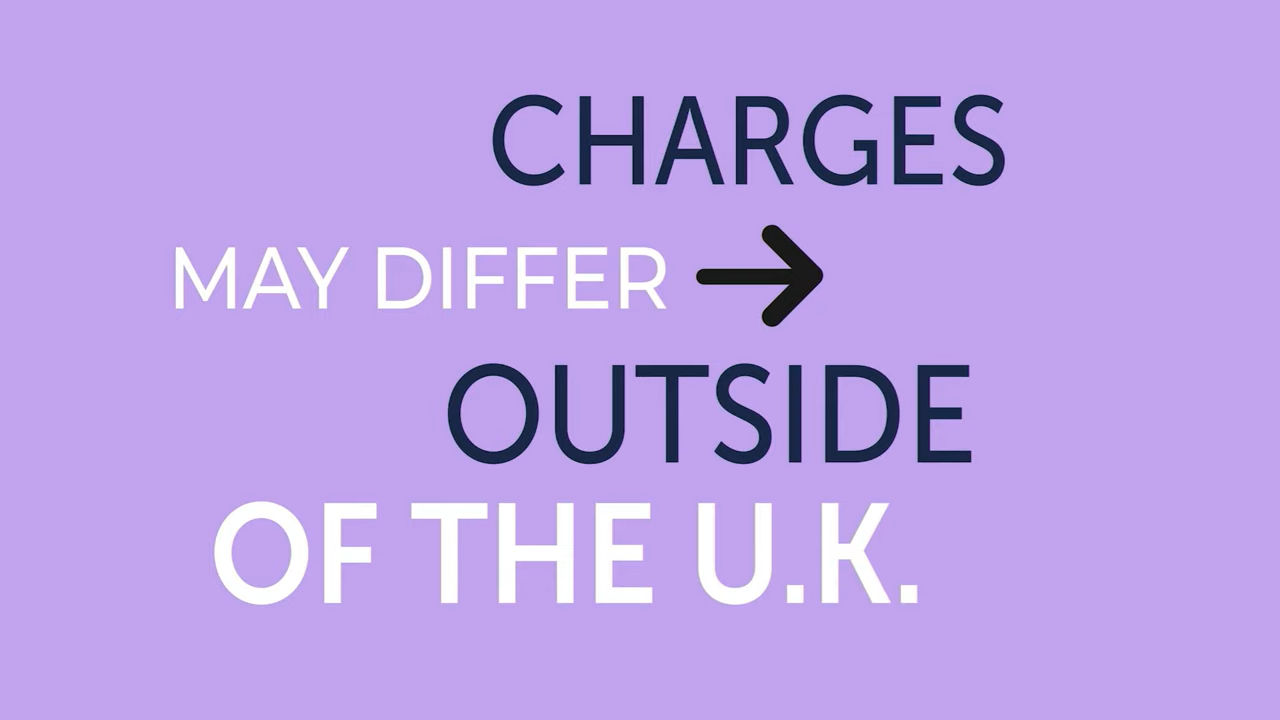 CHARGES
MAY DIFFER
OUTSIDE
OF THE U.K.